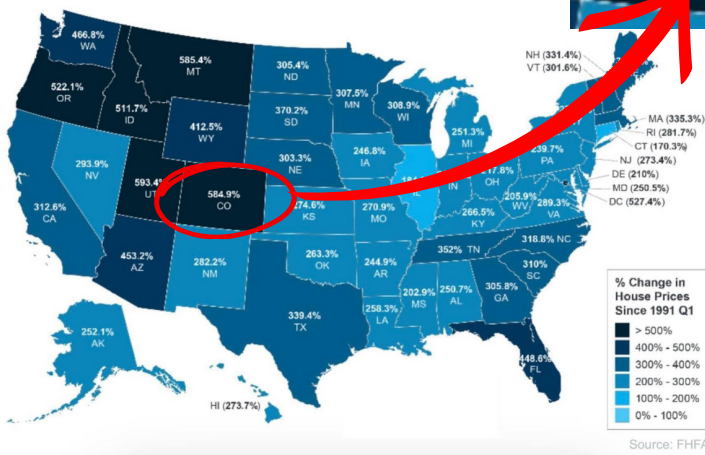 466.8%
WA
522.1%
OR
511.7%
ID
585.4%
MT
412.5%
WY
305.4%
ND
370.2%
SD
307.5%
MN
308.9%
WI
251.3%
MI
NH (331.4%)
VT (301.6%)
MA (335.3%)
RI (281.7%)
CT (170.3%)
NJ (273.4%)
DE (210%)
MD (250.5%)
DC (527.4%)
293.9%
NV
593.4%
UT
584.9%
CO
303.3%
NE
246.8%
IA
IN
217.8%
OH
239.7%
PA
312.6%
CA
274.6%
KS
270.9%
MO
266.5%
KY
205.9%
WV
289.3%
VA
453.2%
AZ
282.2%
NM
263.3%
OK
244.9%
AR
352% TN
318.8% NC
310%
SC
339.4%
TX
258.3%
LA
202.9%
MS
250.7%
AL
305.8%
GA
448.6%
FL
252.1%
AK
HI (273.7%)
% Change in
House Prices
Since 1991 Q1
> 500%
400% - 500%
300% - 400%
200% - 300%
100% - 200%
0% - 100%
Source: FHFA